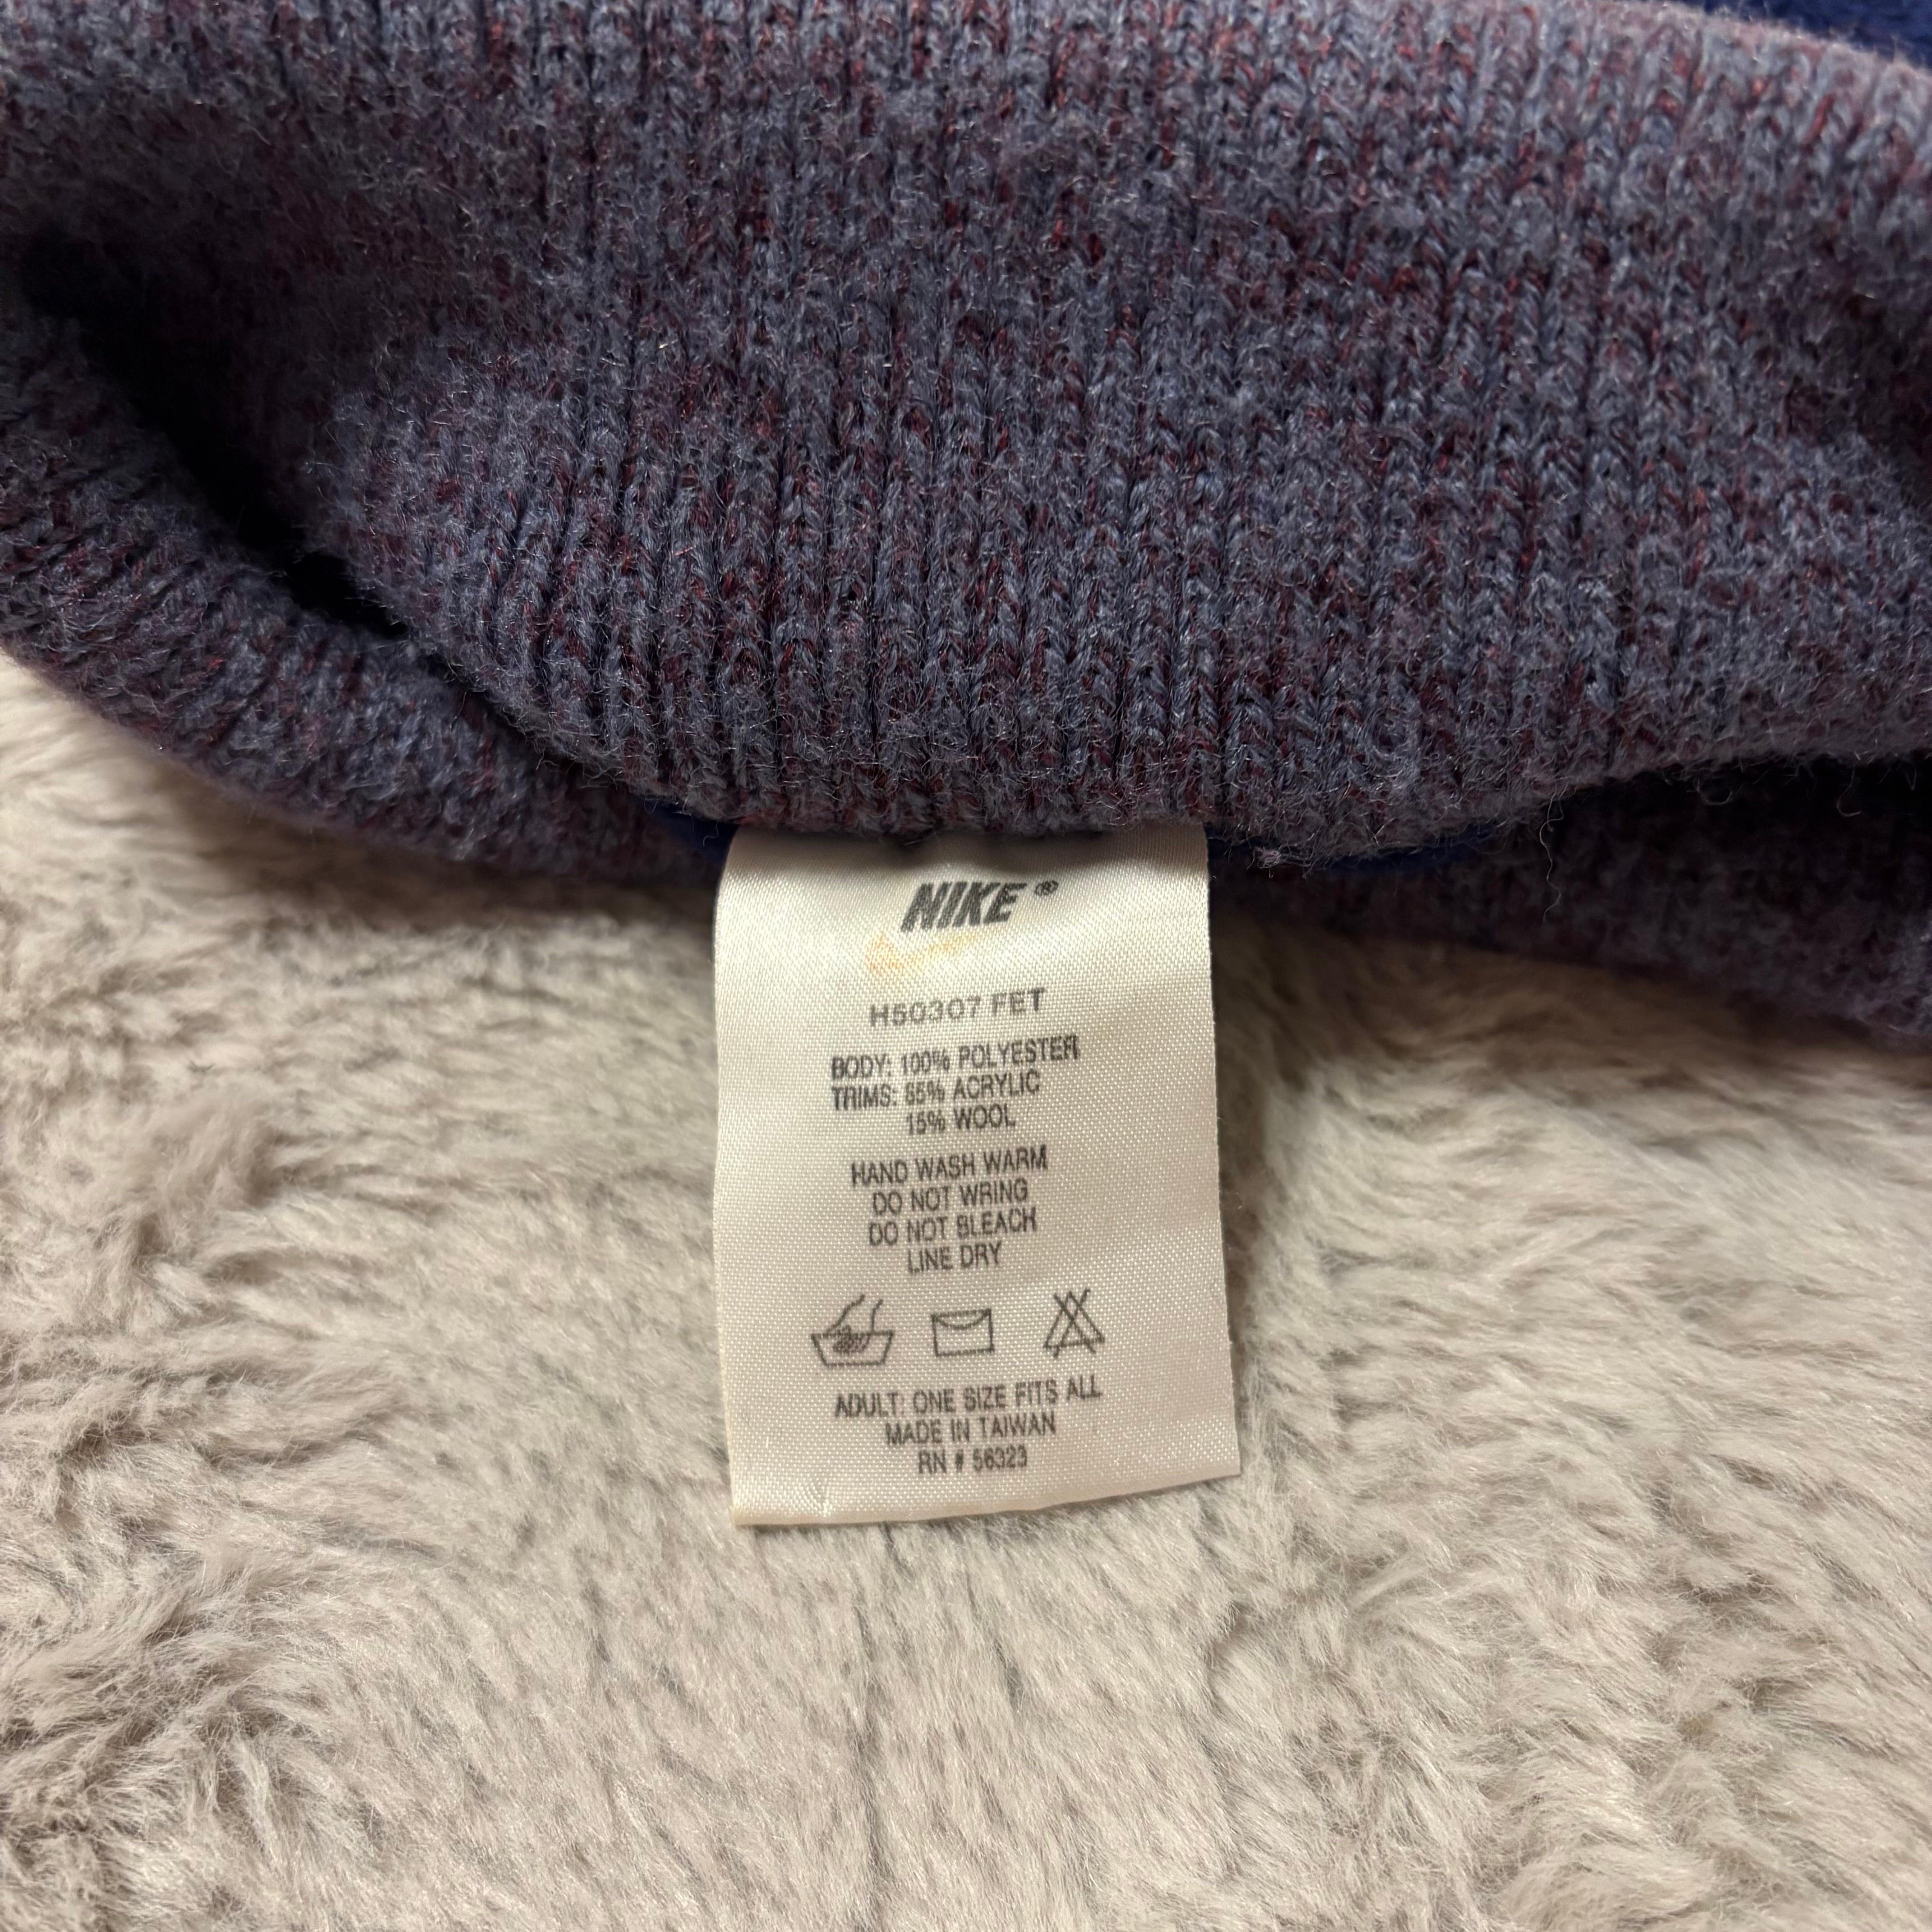 NIKE®
H50307 FET
BODY: 100% POLYESTER
TRIMS: 85% ACRYLIC
15% WOOL
HAND WASH WARM
DO NOT WRING
DO NOT BLEACH
LINE DRY
ADULT: ONE SIZE FITS ALL
MADE IN TAIWAN
RN # 56323